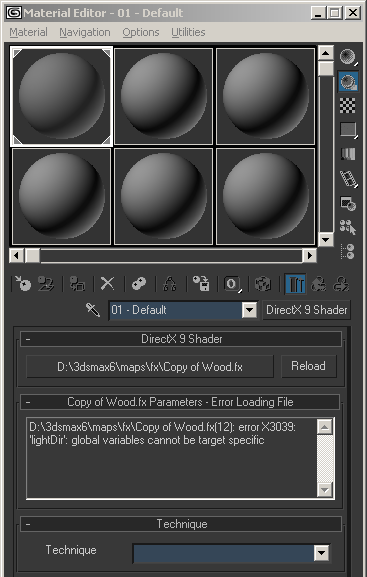 Material Editor - 01 - Default
Material Navigation Options Utilities
01 - Default DirectX 9 Shader
- DirectX 9 Shader
D:\3dsmax6\maps\fx\Copy of Wood.fx Reload
- Copy of Wood.fx Parameters - Error Loading File
D:\3dsmax6\maps\fx\Copy of Wood.fx(12): error X3039:
'lightDir': global variables cannot be target specific
- Technique
Technique